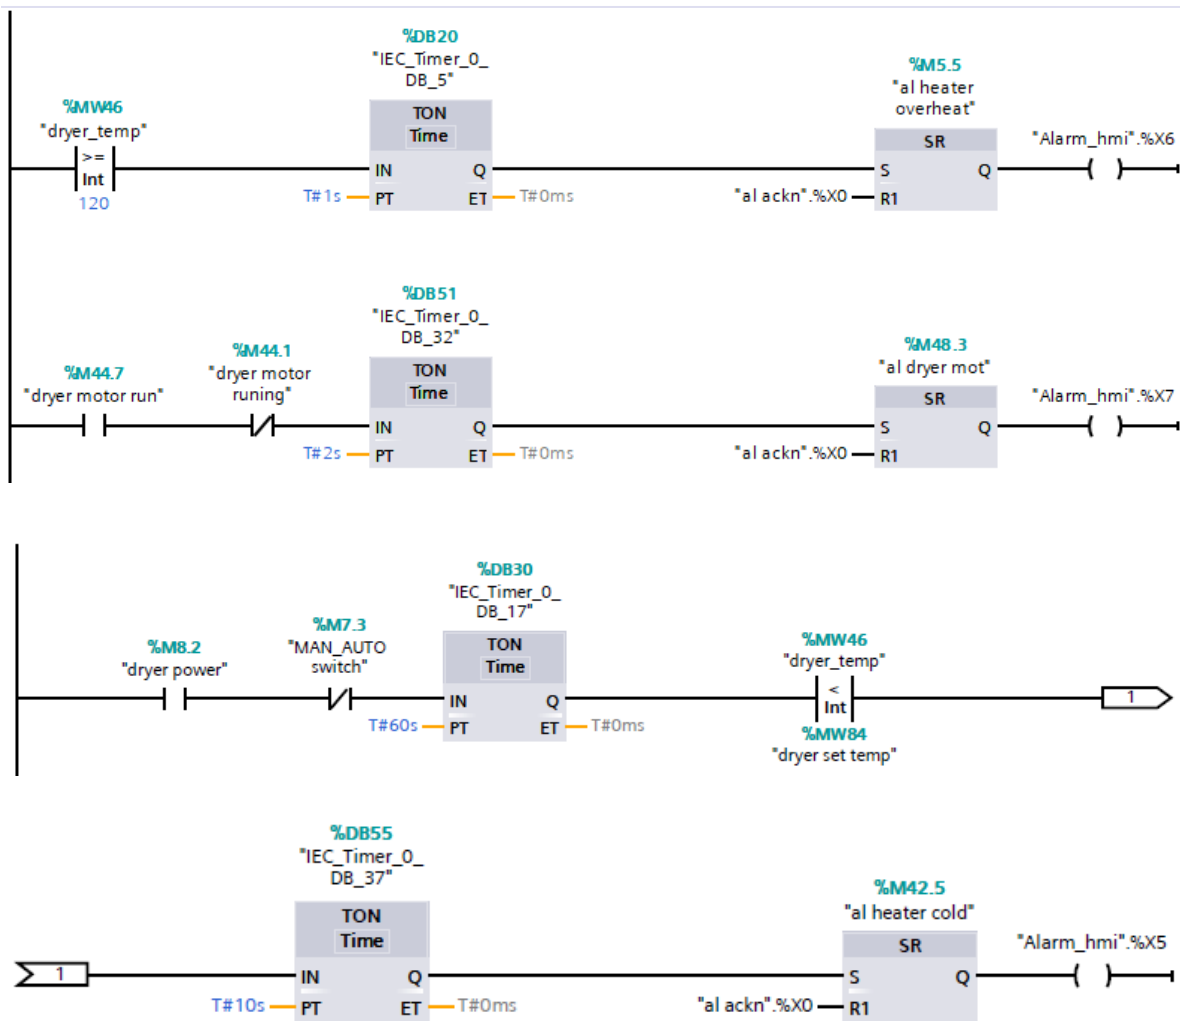 %DB20
"IEC_Timer_0_
DB_5"
%MW46
"dryer_temp"
>=
Int
120
TON
Time
IN Q
T#1s PT ET T#0ms
%M5.5
"al heater
overheat"
SR
S Q
"al ackn".%X0 R1
"Alarm_hmi".%X6
%DB51
"IEC_Timer_0_
DB_32"
%M44.7
"dryer motor run"
%M44.1
"dryer motor
runing"
TON
Time
IN Q
T#2s PT ET T#0ms
%M48.3
"al dryer mot"
SR
S Q
"al ackn".%X0 R1
"Alarm_hmi".%X7
%DB30
"IEC_Timer_0_
DB_17"
%M8.2
"dryer power"
%M7.3
"MAN_AUTO
switch"
TON
Time
IN Q
T#60s PT ET T#0ms
%MW46
"dryer_temp"
<
Int
%MW84
"dryer set temp"
1
%DB55
"IEC_Timer_0_
DB_37"
1
TON
Time
IN Q
T#10s PT ET T#0ms
%M42.5
"al heater cold"
SR
S Q
"al ackn".%X0 R1
"Alarm_hmi".%X5